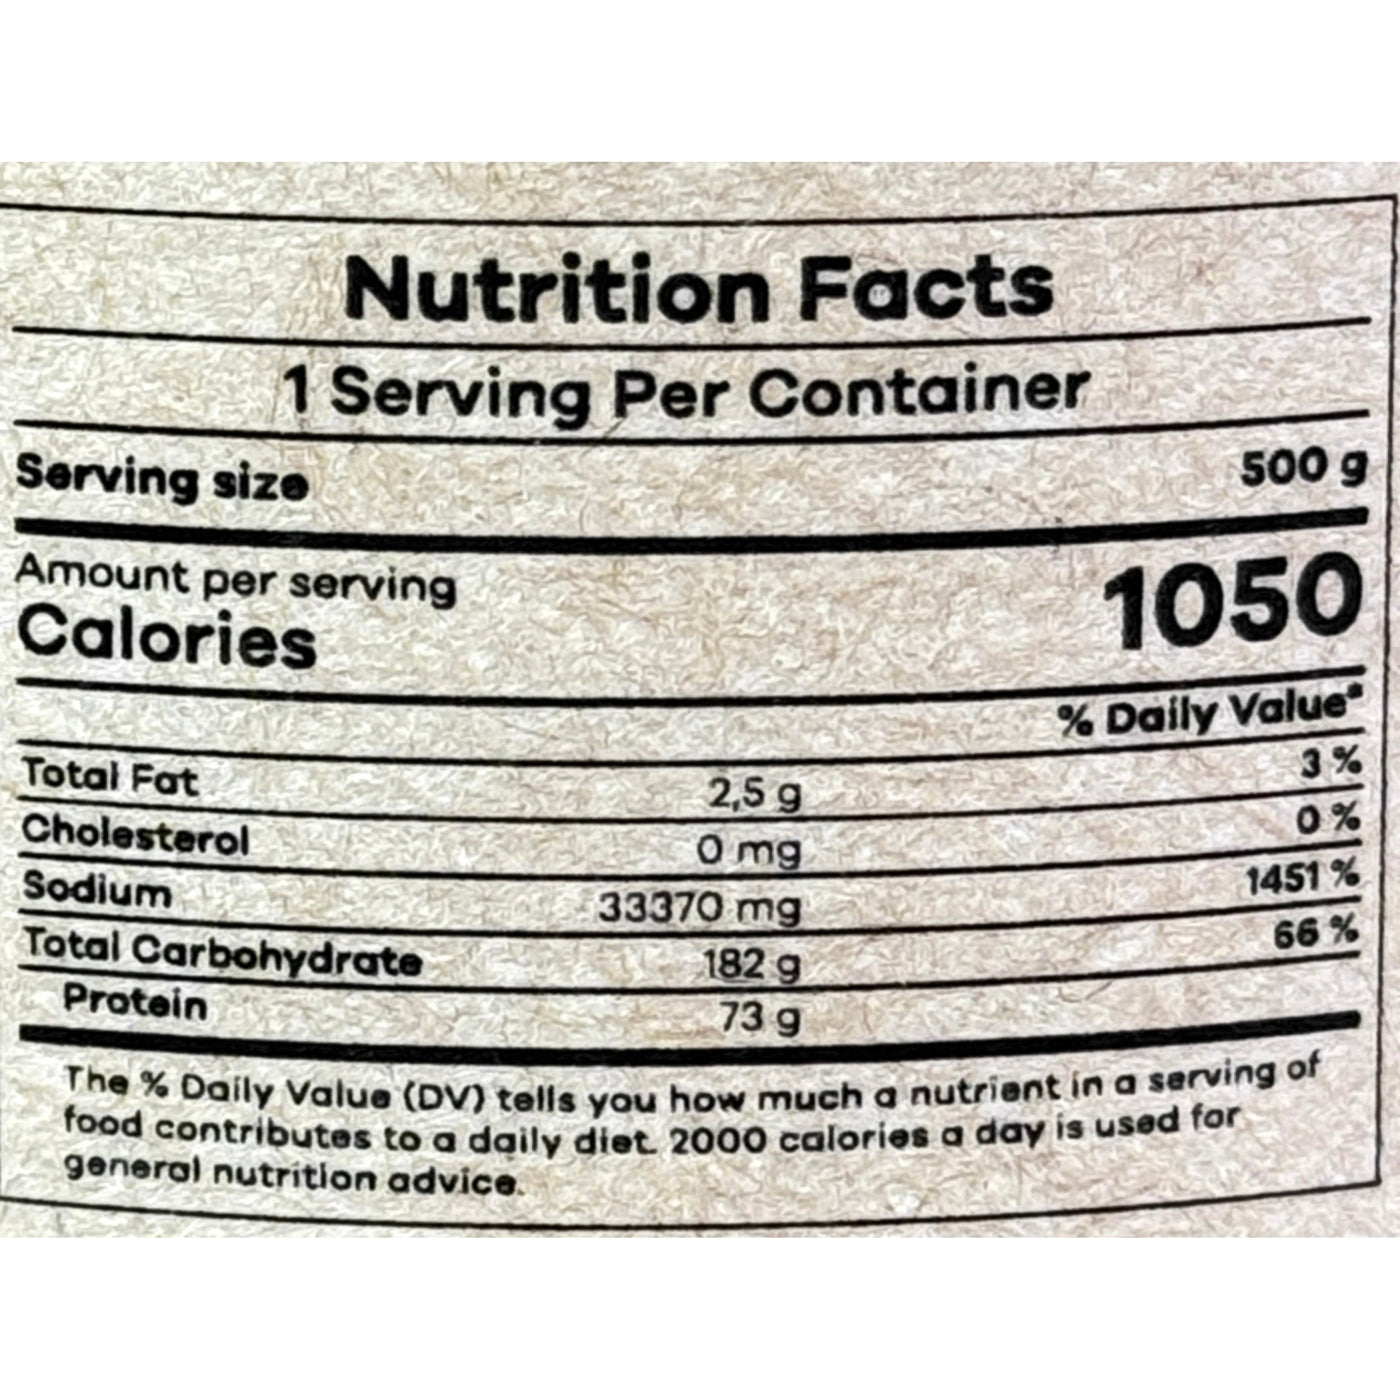 Nutrition Facts
1 Serving Per Container
Serving size 500 g
Amount per serving
Calories 1050
% Daily Value*
Total Fat 2,5 g 3 %
Cholesterol 0 mg 0 %
Sodium 33370 mg 1451 %
Total Carbohydrate 182 g 66 %
Protein 73 g
The % Daily Value (DV) tells you how much a nutrient in a serving of
food contributes to a daily diet. 2000 calories a day is used for
general nutrition advice.